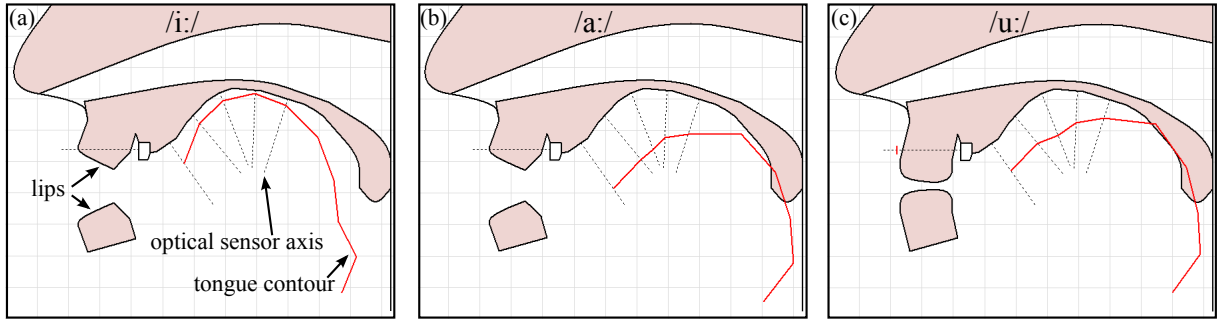 (a) /i:/
lips
optical sensor axis
tongue contour
(b) /a:/
(c) /u:/